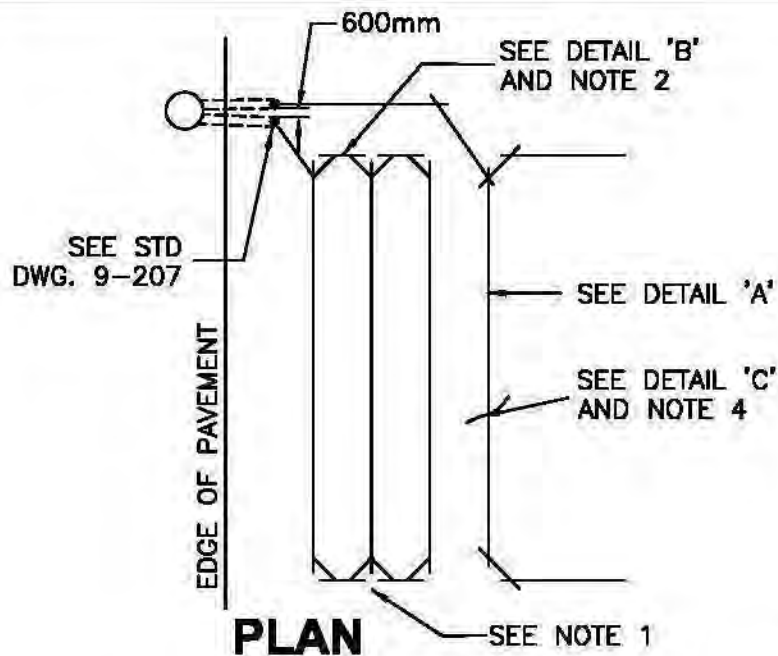 600mm
SEE DETAIL 'B'
AND NOTE 2
SEE STD
DWG. 9-207
SEE DETAIL 'A'
SEE DETAIL 'C'
AND NOTE 4
EDGE OF PAVEMENT
PLAN
SEE NOTE 1